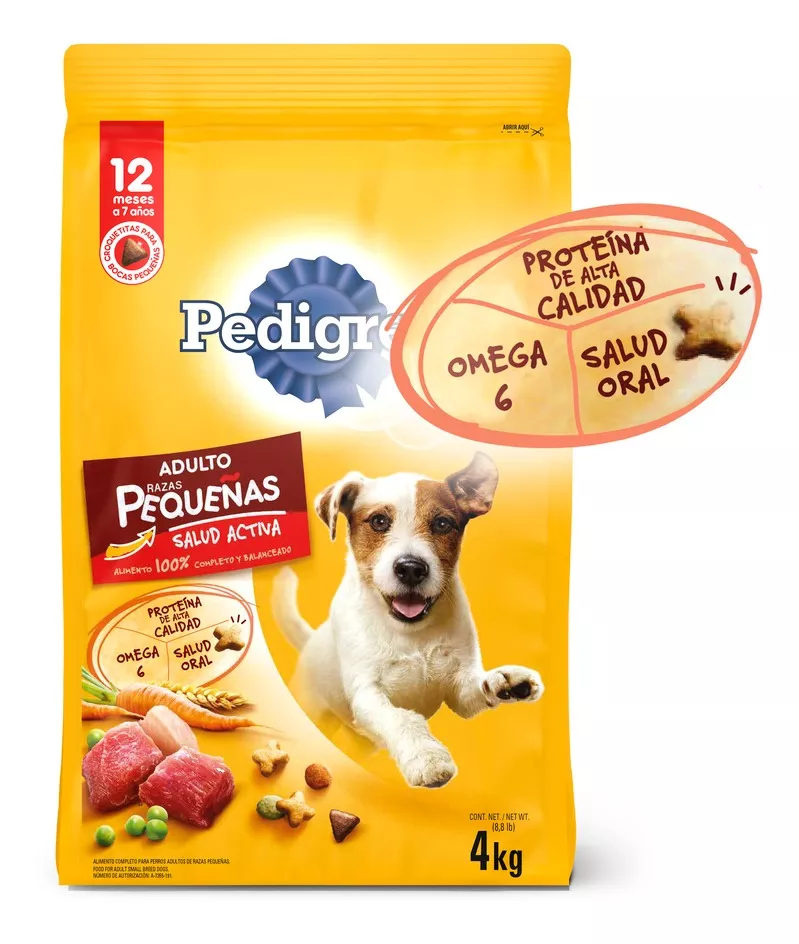 ABRIR AQUÍ
12
meses
a 7 años
CROQUETITAS PARA
BOCAS PEQUEÑAS
Pedigre
PROTEÍNA
DE ALTA
CALIDAD
OMEGA
6
SALUD
ORAL
ADULTO
RAZAS
PEQUEÑAS
SALUD ACTIVA
ALIMENTO 100% COMPLETO Y BALANCEADO
PROTEÍNA
DE ALTA
CALIDAD
OMEGA
6
SALUD
ORAL
CONT. NET. / NET WT.
(8,8 lb)
4kg
ALIMENTO COMPLETO PARA PERROS ADULTOS DE RAZAS PEQUEÑAS.
FOOD FOR ADULT SMALL BREED DOGS.